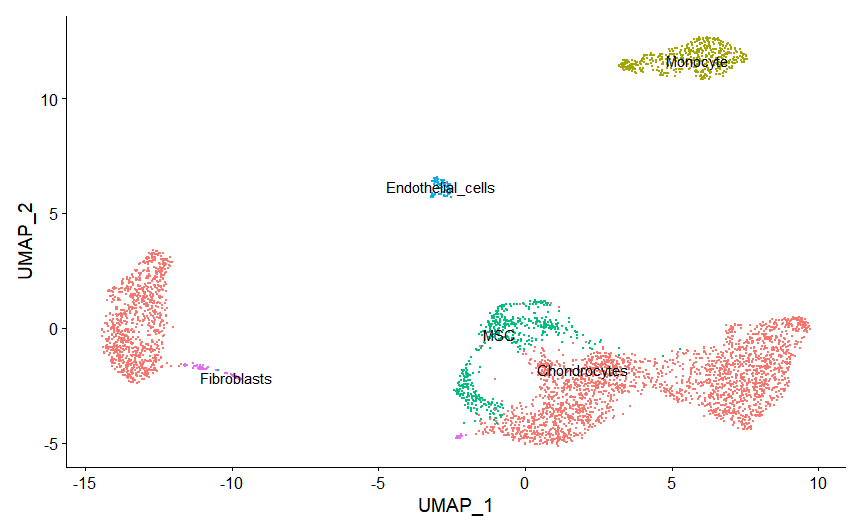 Monocyte
10
Endothelial_cells
5
UMAP_2
0
MSC
Chondrocytes
Fibroblasts
-5
-15
-10
-5
0
5
10
UMAP_1